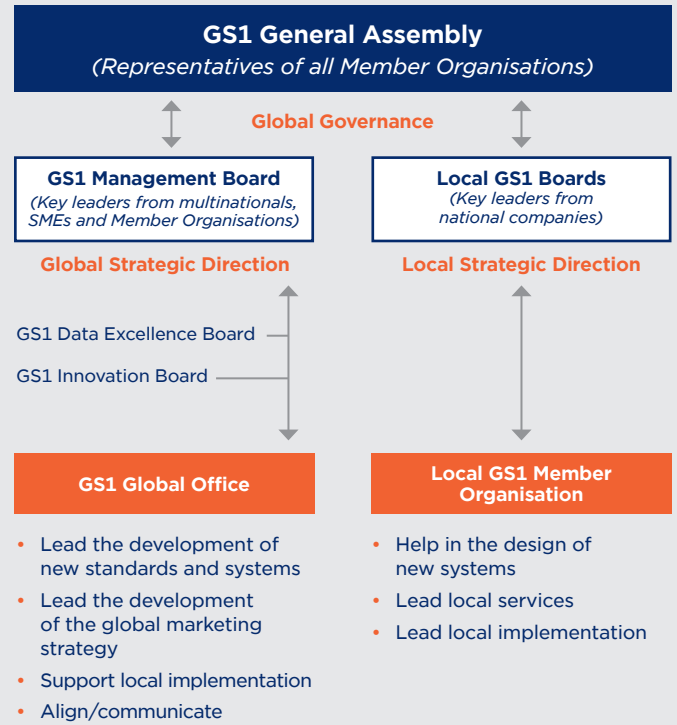 GS1 General Assembly
(Representatives of all Member Organisations)
Global Governance
GS1 Management Board
(Key leaders from multinationals,
SMEs and Member Organisations)
Local GS1 Boards
(Key leaders from
national companies)
Global Strategic Direction
Local Strategic Direction
GS1 Data Excellence Board
GS1 Innovation Board
GS1 Global Office
Local GS1 Member
Organisation
• Lead the development of
new standards and systems
• Lead the development
of the global marketing
strategy
• Support local implementation
• Align/communicate
• Help in the design of
new systems
• Lead local services
• Lead local implementation